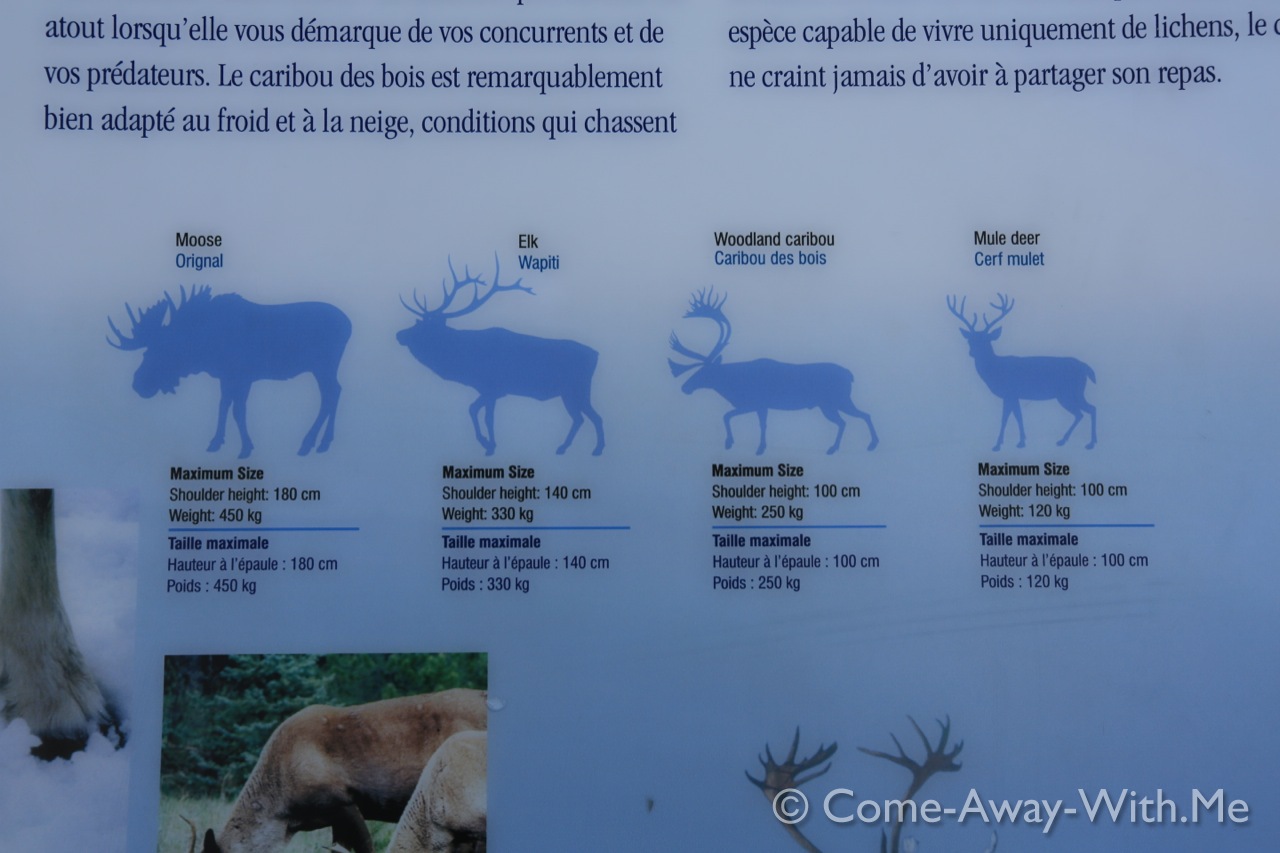 atout lorsqu'elle vous démarque de vos concurrents et de
vos prédateurs. Le caribou des bois est remarquablement
bien adapté au froid et à la neige, conditions qui chassent
espèce capable de vivre uniquement de lichens, le
ne craint jamais d'avoir à partager son repas.
Moose
Orignal
Elk
Wapiti
Woodland caribou
Caribou des bois
Mule deer
Cerf mulet
Maximum Size
Shoulder height: 180 cm
Weight: 450 kg
Taille maximale
Hauteur à l'épaule : 180 cm
Poids : 450 kg
Maximum Size
Shoulder height: 140 cm
Weight: 330 kg
Taille maximale
Hauteur à l'épaule : 140 cm
Poids : 330 kg
Maximum Size
Shoulder height: 100 cm
Weight: 250 kg
Taille maximale
Hauteur à l'épaule : 100 cm
Poids : 250 kg
Maximum Size
Shoulder height: 100 cm
Weight: 120 kg
Taille maximale
Hauteur à l'épaule : 100 cm
Poids : 120 kg
© Come-Away-With.Me